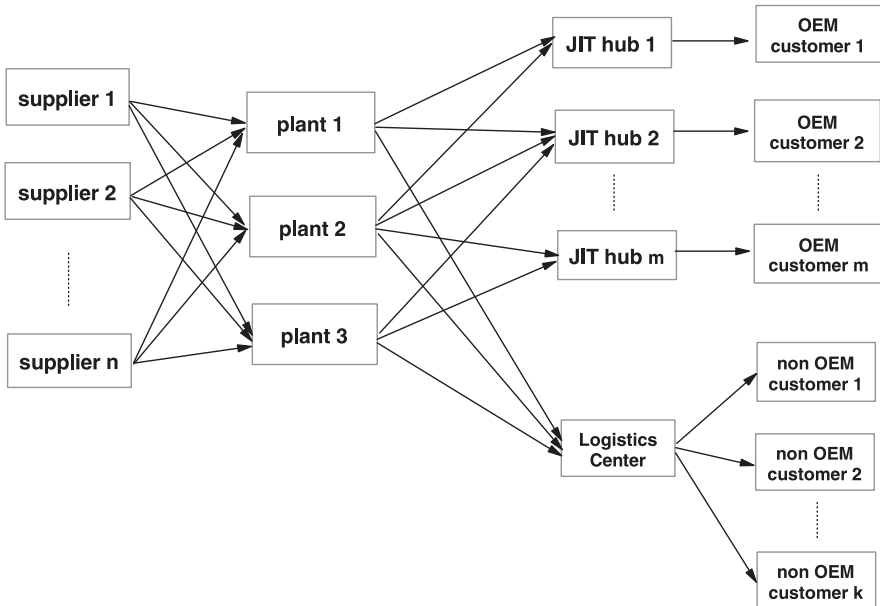 supplier 1
supplier 2
supplier n
plant 1
plant 2
plant 3
JIT hub 1
JIT hub 2
JIT hub m
Logistics
Center
OEM
customer 1
OEM
customer 2
OEM
customer m
non OEM
customer 1
non OEM
customer 2
non OEM
customer k